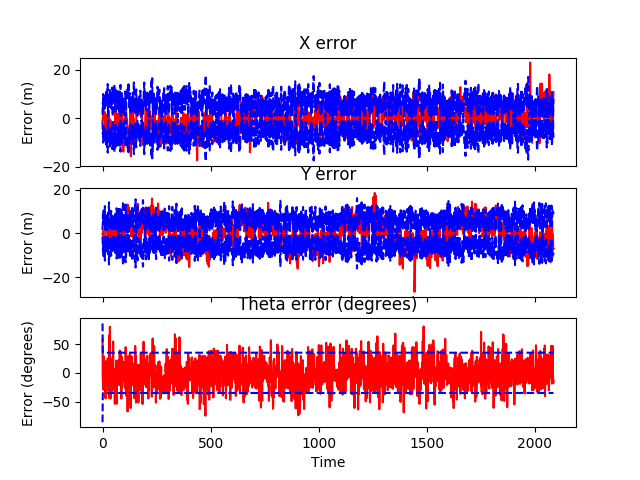 X error
Error (m)
20
0
−20
Y error
Error (m)
20
0
−20
Theta error (degrees)
Error (degrees)
50
0
−50
0 500 1000 1500 2000
Time